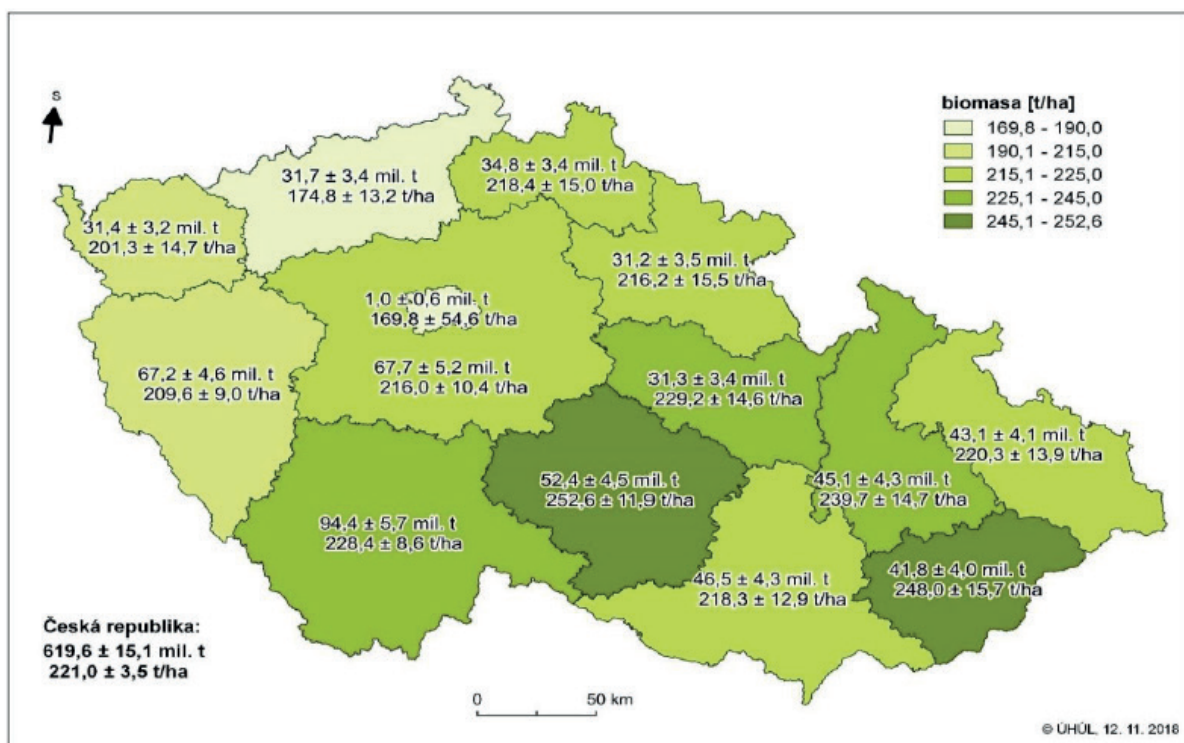 S
biomasa [t/ha]
169,8 - 190,0
190,1 - 215,0
215,1 - 225,0
225,1 - 245,0
245,1 - 252,6
34,8 ± 3,4 mil. t
218,4 ± 15,0 t/ha
31,7 ± 3,4 mil. t
174,8 ± 13,2 t/ha
31,4 ± 3,2 mil. t
201,3 ± 14,7 t/ha
31,2 ± 3,5 mil. t
216,2 ± 15,5 t/ha
1,0 ± 0,6 mil. t
169,8 ± 54,6 t/ha
67,2 ± 4,6 mil. t
209,6 ± 9,0 t/ha
67,7 ± 5,2 mil. t
216,0 ± 10,4 t/ha
31,3 ± 3,4 mil. t
229,2 ± 14,6 t/ha
43,1 ± 4,1 mil. t
220,3 ± 13,9 t/ha
52,4 ± 4,5 mil. t
252,6 ± 11,9 t/ha
45,1 ± 4,3 mil. t
239,7 ± 14,7 t/ha
94,4 ± 5,7 mil. t
228,4 ± 8,6 t/ha
46,5 ± 4,3 mil. t
218,3 ± 12,9 t/ha
41,8 ± 4,0 mil. t
248,0 ± 15,7 t/ha
Česká republika:
619,6 ± 15,1 mil. t
221,0 ± 3,5 t/ha
0 50 km
© ÚHÚL, 12. 11. 2018